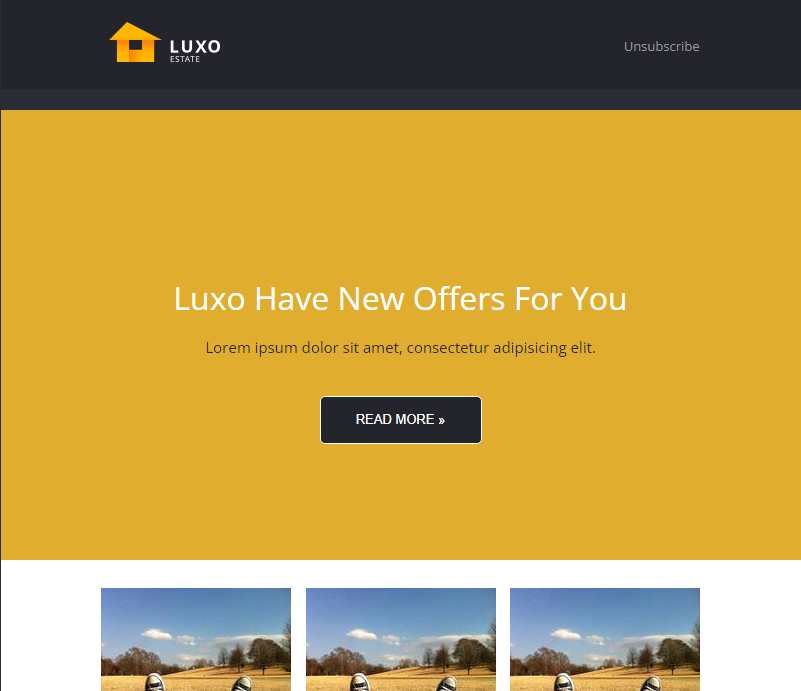 LUXO
ESTATE
Unsubscribe
Luxo Have New Offers For You
Lorem ipsum dolor sit amet, consectetur adipisicing elit.
READ MORE »